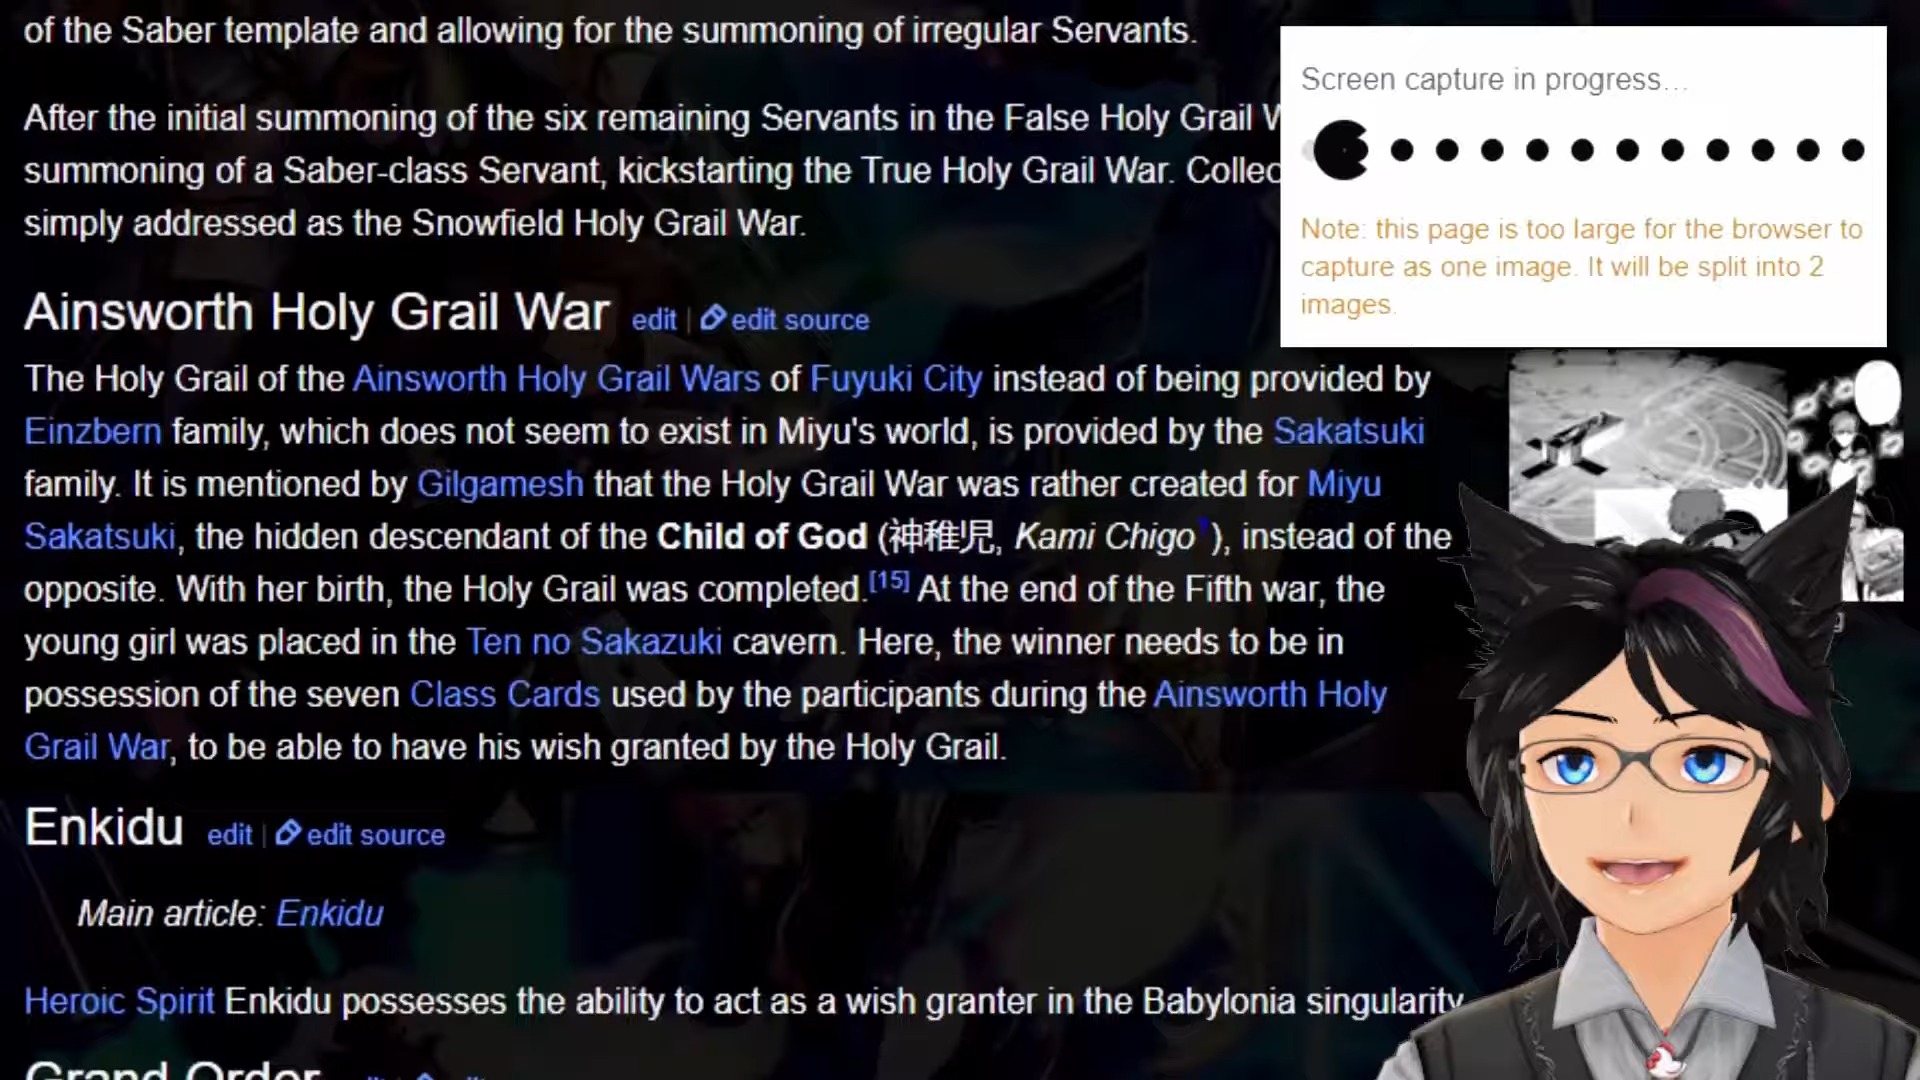 of the Saber template and allowing for the summoning of irregular Servants.
Screen capture in progress...
After the initial summoning of the six remaining Servants in the False Holy Grail
summoning of a Saber-class Servant, kickstarting the True Holy Grail War.
simply addressed as the Snowfield Holy Grail War.
Note: this page is too large for the browser to
capture as one image. It will be split into 2
images.
Ainsworth Holy Grail War edit | edit source
The Holy Grail of the Ainsworth Holy Grail Wars of Fuyuki City instead of being provided by
Einzbern family, which does not seem to exist in Miyu's world, is provided by the Sakatsuki
family. It is mentioned by Gilgamesh that the Holy Grail War was rather created for Miyu
Sakatsuki, the hidden descendant of the Child of God (神稚児, Kami Chigo?), instead of the
opposite. With her birth, the Holy Grail was completed.[15] At the end of the Fifth war, the
young girl was placed in the Ten no Sakazuki cavern. Here, the winner needs to be in
possession of the seven Class Cards used by the participants during the Ainsworth Holy
Grail War, to be able to have his wish granted by the Holy Grail.
Enkidu edit | edit source
Main article: Enkidu
Heroic Spirit Enkidu possesses the ability to act as a wish granter in the Babylonia singularity.
Grand Order